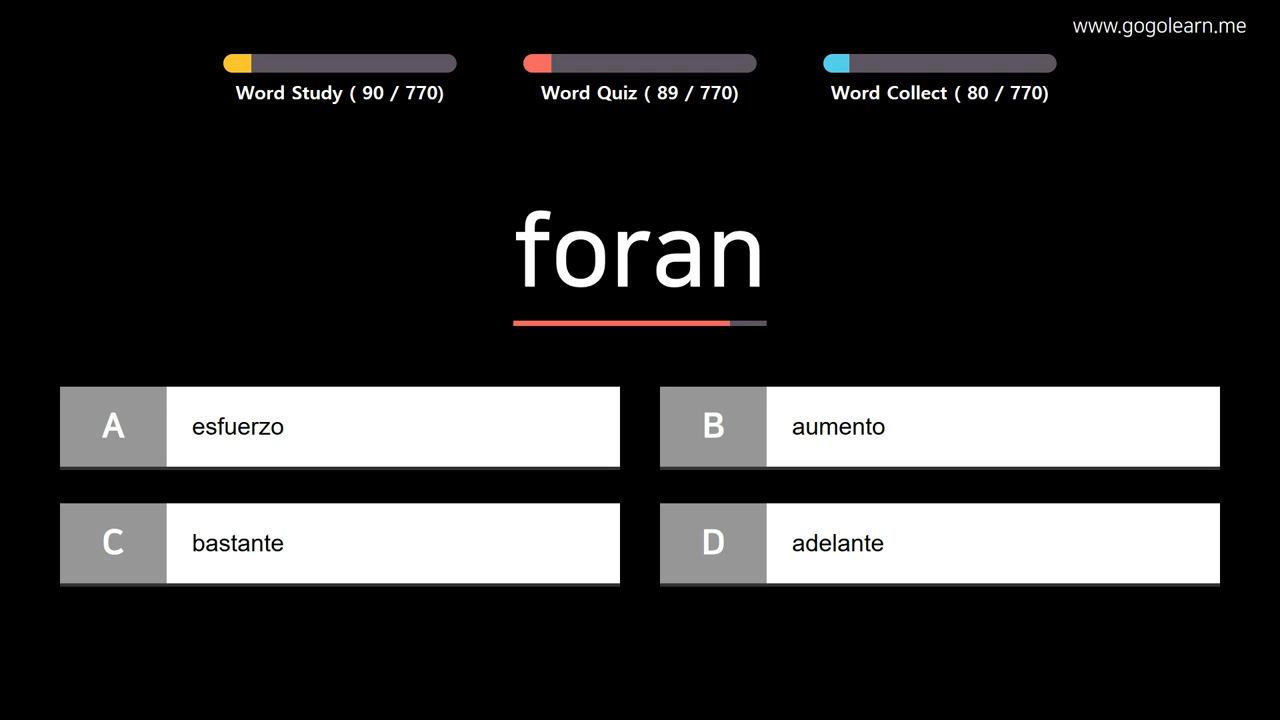 www.gogolearn.me
Word Study ( 90 / 770)
Word Quiz ( 89 / 770)
Word Collect ( 80 / 770)
foran
A esfuerzo
B aumento
C bastante
D adelante